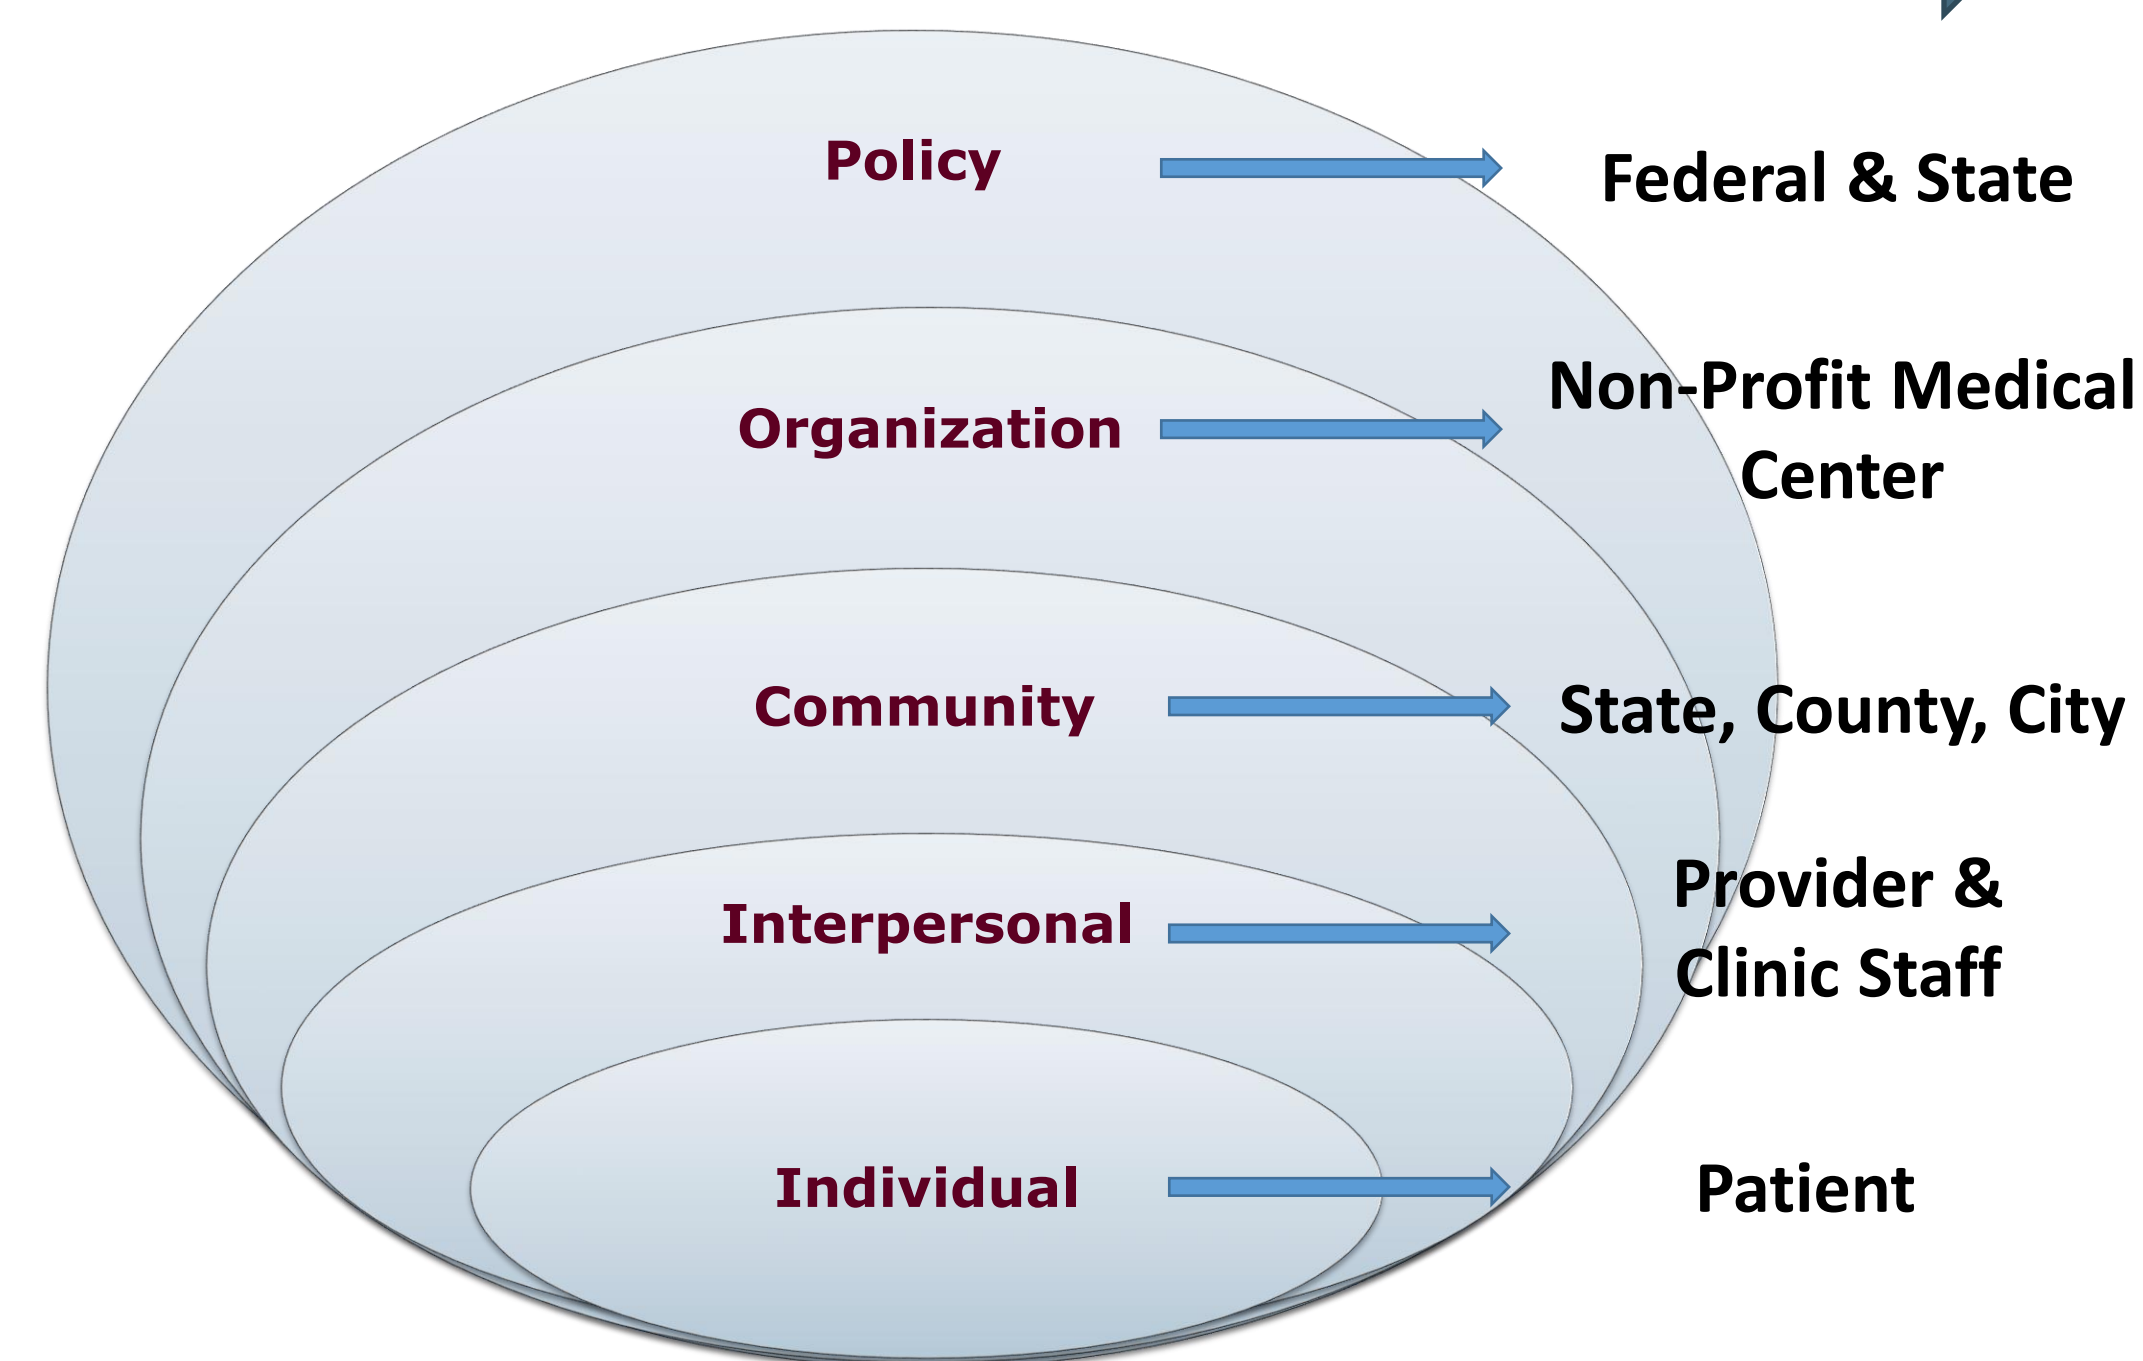 Policy
Federal & State
Organization
Non-Profit Medical
Center
Community
State, County, City
Interpersonal
Provider &
Clinic Staff
Individual
Patient